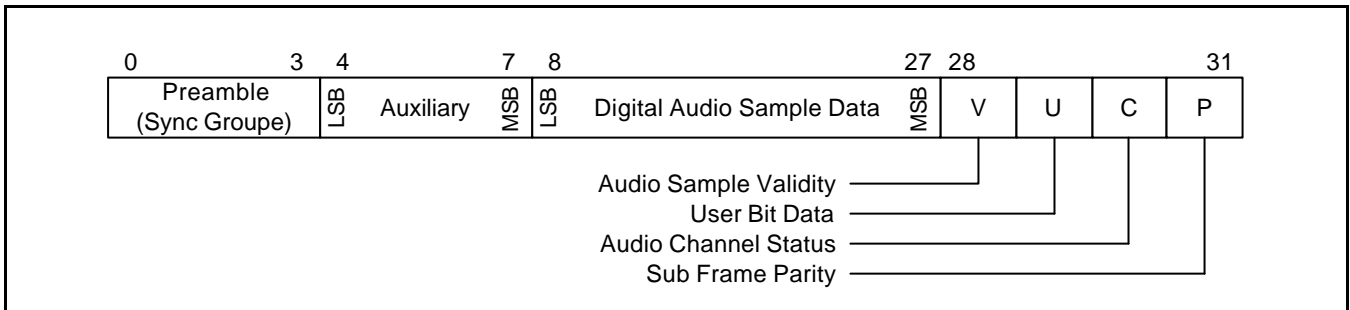 0 3 4 7 8 27 28 31
Preamble
(Sync Groupe)
LSB Auxiliary MSB LSB Digital Audio Sample Data MSB V U C P
Audio Sample Validity
User Bit Data
Audio Channel Status
Sub Frame Parity